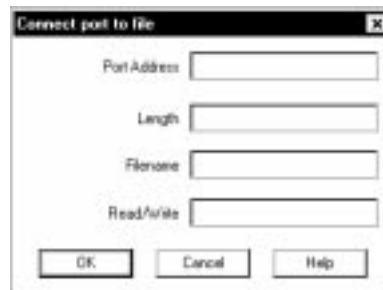 Connect port to file
Port Address
Length
Filename
Read/Write
OK Cancel Help